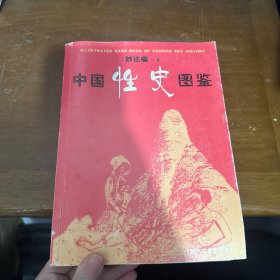 ILLUSTRATED HAND BOOK OF CHINESE SEX HISTORY
刘达临
中国性史图鉴